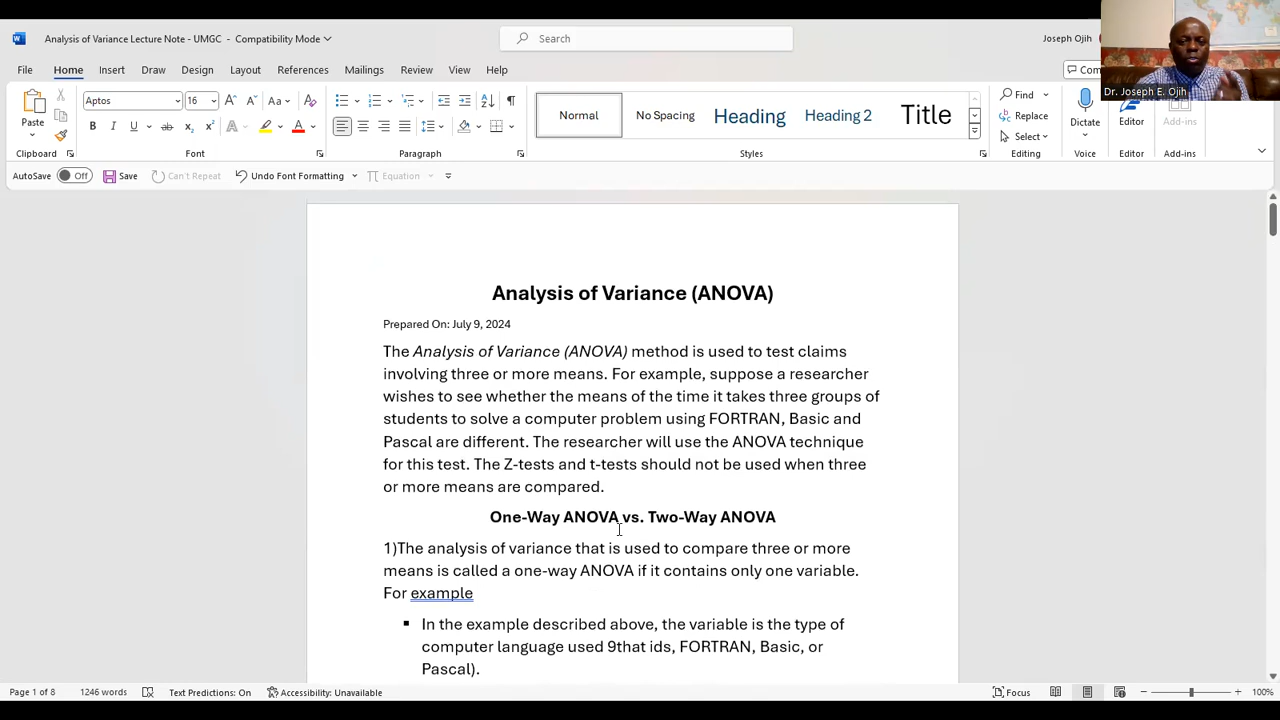 Analysis of Variance Lecture Note - UMGC - Compatibility Mode
Search
Joseph Ojih
Dr. Joseph E. Ojih
File Home Insert Draw Design Layout References Mailings Review View Help
Aptos 16 Aa
Paste
Normal No Spacing Heading Heading 2 Title
Find
Replace
Select
Dictate
Editor
Add-ins
Clipboard Font Paragraph Styles Editing Voice Editor Add-ins
AutoSave Off Save Can't Repeat Undo Font Formatting Equation
Analysis of Variance (ANOVA)
Prepared On: July 9, 2024
The Analysis of Variance (ANOVA) method is used to test claims
involving three or more means. For example, suppose a researcher
wishes to see whether the means of the time it takes three groups of
students to solve a computer problem using FORTRAN, Basic and
Pascal are different. The researcher will use the ANOVA technique
for this test. The Z-tests and t-tests should not be used when three
or more means are compared.
One-Way ANOVA vs. Two-Way ANOVA
1)The analysis of variance that is used to compare three or more
means is called a one-way ANOVA if it contains only one variable.
For example
▪ In the example described above, the variable is the type of
computer language used 9that ids, FORTRAN, Basic, or
Pascal).
Page 1 of 8 1246 words Text Predictions: On Accessibility: Unavailable Focus 100%